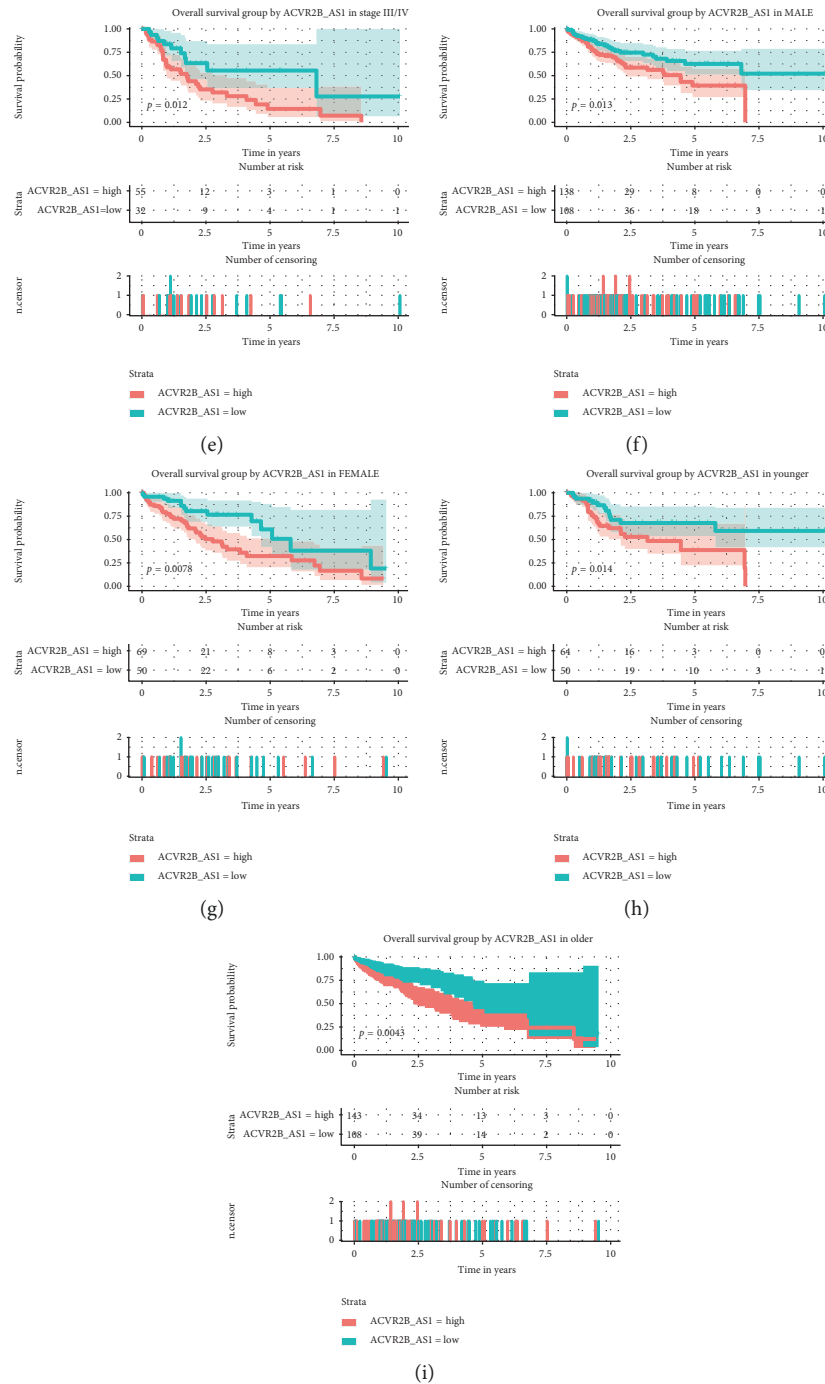 Overall survival group by ACVR2B_AS1 in stage III/IV
Survival probability
1.00
0.75
0.50
0.25
0.00
p = 0.012
0 2.5 5 7.5 10
Time in years
Number at risk
Strata
ACVR2B_AS1 = high 55 12 3 1 0
ACVR2B_AS1=low 32 9 4 1 1
0 2.5 5 7.5 10
Time in years
Number of censoring
n.censor
2
1
0
0 2.5 5 7.5 10
Time in years
Strata
ACVR2B_AS1 = high
ACVR2B_AS1 = low
(e)
Overall survival group by ACVR2B_AS1 in MALE
Survival probability
1.00
0.75
0.50
0.25
0.00
p = 0.013
0 2.5 5 7.5 10
Time in years
Number at risk
Strata
ACVR2B_AS1 = high 138 29 8 0 0
ACVR2B_AS1 = low 108 36 18 3 1
0 2.5 5 7.5 10
Time in years
Number of censoring
n.censor
2
1
0
0 2.5 5 7.5 10
Time in years
Strata
ACVR2B_AS1 = high
ACVR2B_AS1 = low
(f)
Overall survival group by ACVR2B_AS1 in FEMALE
Survival probability
1.00
0.75
0.50
0.25
0.00
p = 0.0078
0 2.5 5 7.5 10
Time in years
Number at risk
Strata
ACVR2B_AS1 = high 69 21 8 3 0
ACVR2B_AS1 = low 50 22 6 2 0
0 2.5 5 7.5 10
Time in years
Number of censoring
n.censor
2
1
0
0 2.5 5 7.5 10
Time in years
Strata
ACVR2B_AS1 = high
ACVR2B_AS1 = low
(g)
Overall survival group by ACVR2B_AS1 in younger
Survival probability
1.00
0.75
0.50
0.25
0.00
p = 0.014
0 2.5 5 7.5 10
Time in years
Number at risk
Strata
ACVR2B_AS1 = high 64 16 3 0 0
ACVR2B_AS1 = low 50 19 10 3 1
0 2.5 5 7.5 10
Time in years
Number of censoring
n.censor
2
1
0
0 2.5 5 7.5 10
Time in years
Strata
ACVR2B_AS1 = high
ACVR2B_AS1 = low
(h)
Overall survival group by ACVR2B_AS1 in older
Survival probability
1.00
0.75
0.50
0.25
0.00
p = 0.0043
0 2.5 5 7.5 10
Time in years
Number at risk
Strata
ACVR2B_AS1 = high 143 34 13 3 0
ACVR2B_AS1 = low 108 39 14 2 0
0 2.5 5 7.5 10
Time in years
Number of censoring
n.censor
2
1
0
0 2.5 5 7.5 10
Time in years
Strata
ACVR2B_AS1 = high
ACVR2B_AS1 = low
(i)